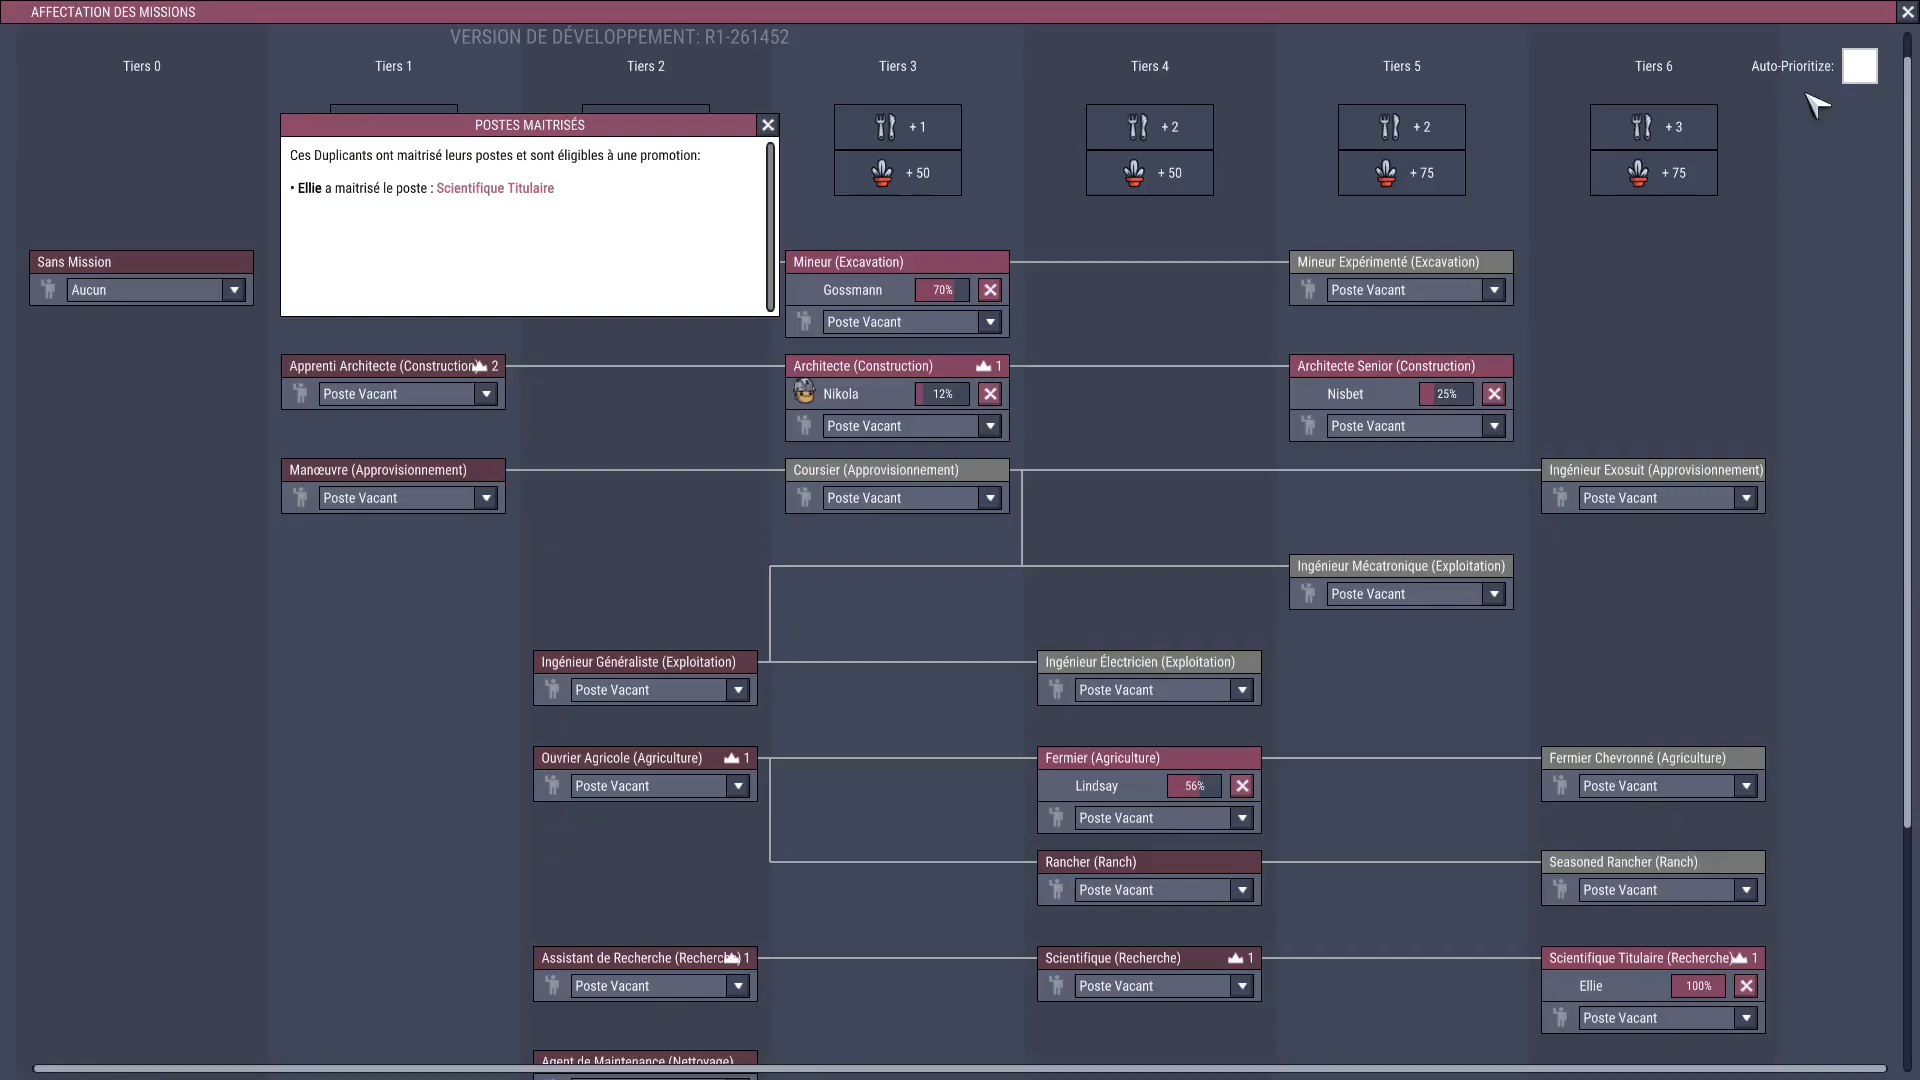 AFFECTATION DES MISSIONS
VERSION DE DÉVELOPPEMENT: R1-261452
Tiers 0
Tiers 1
Tiers 2
Tiers 3
Tiers 4
Tiers 5
Tiers 6
Auto-Prioritize:
+ 1
+ 2
+ 2
+ 3
+ 50
+ 50
+ 75
+ 75
POSTES MAITRISÉS
Ces Duplicants ont maitrisé leurs postes et sont éligibles à une promotion:
• Ellie a maitrisé le poste : Scientifique Titulaire
Sans Mission
Aucun
Mineur (Excavation)
Gossmann 70%
Poste Vacant
Mineur Expérimenté (Excavation)
Poste Vacant
Apprenti Architecte (Construction) 2
Poste Vacant
Architecte (Construction) 1
Nikola 12%
Poste Vacant
Architecte Senior (Construction)
Nisbet 25%
Poste Vacant
Manœuvre (Approvisionnement)
Poste Vacant
Coursier (Approvisionnement)
Poste Vacant
Ingénieur Exosuit (Approvisionnement)
Poste Vacant
Ingénieur Mécatronique (Exploitation)
Poste Vacant
Ingénieur Généraliste (Exploitation)
Poste Vacant
Ingénieur Électricien (Exploitation)
Poste Vacant
Ouvrier Agricole (Agriculture) 1
Poste Vacant
Fermier (Agriculture)
Lindsay 56%
Poste Vacant
Fermier Chevronné (Agriculture)
Poste Vacant
Rancher (Ranch)
Poste Vacant
Seasoned Rancher (Ranch)
Poste Vacant
Assistant de Recherche (Recherche) 1
Poste Vacant
Scientifique (Recherche) 1
Poste Vacant
Scientifique Titulaire (Recherche) 1
Ellie 100%
Poste Vacant
Agent de Maintenance (Nettoyage)